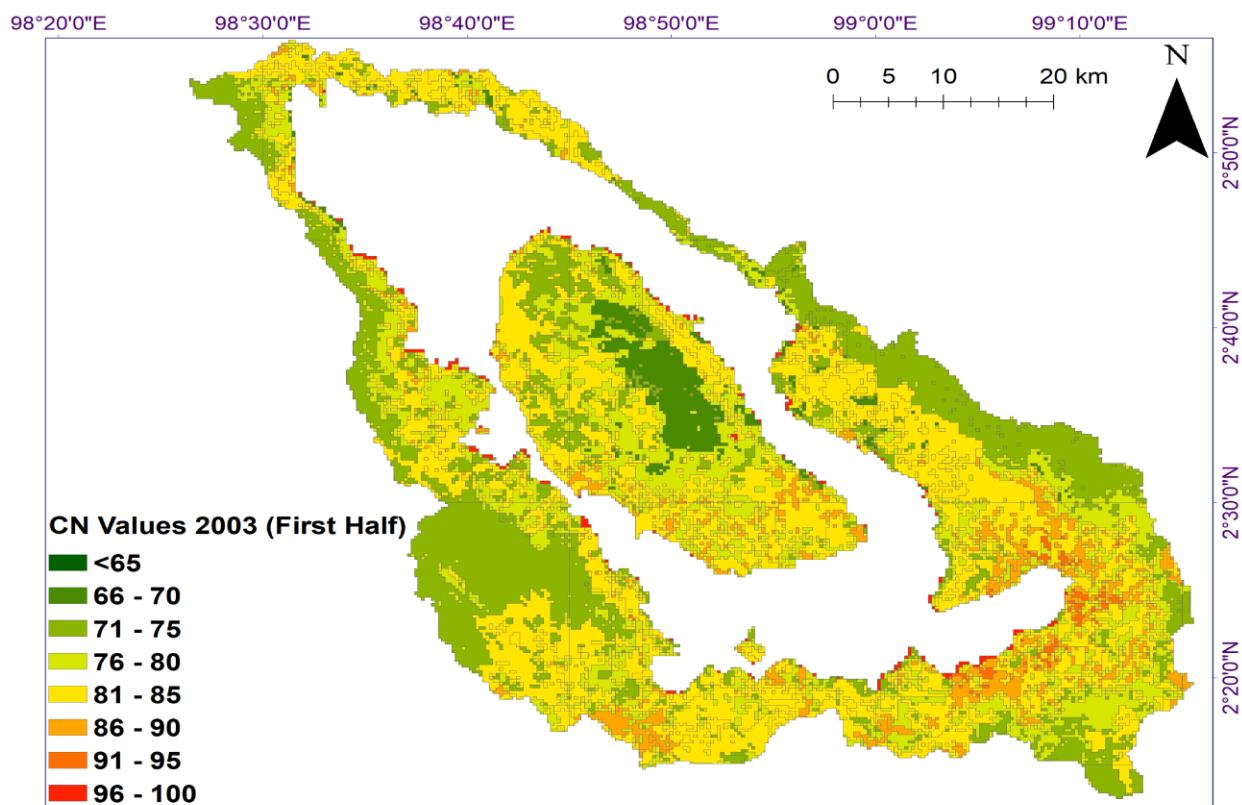 98°20'0"E 98°30'0"E 98°40'0"E 98°50'0"E 99°0'0"E 99°10'0"E
N
0 5 10 20 km
2°50'0"N
2°40'0"N
2°30'0"N
2°20'0"N
CN Values 2003 (First Half)
<65
66 - 70
71 - 75
76 - 80
81 - 85
86 - 90
91 - 95
96 - 100